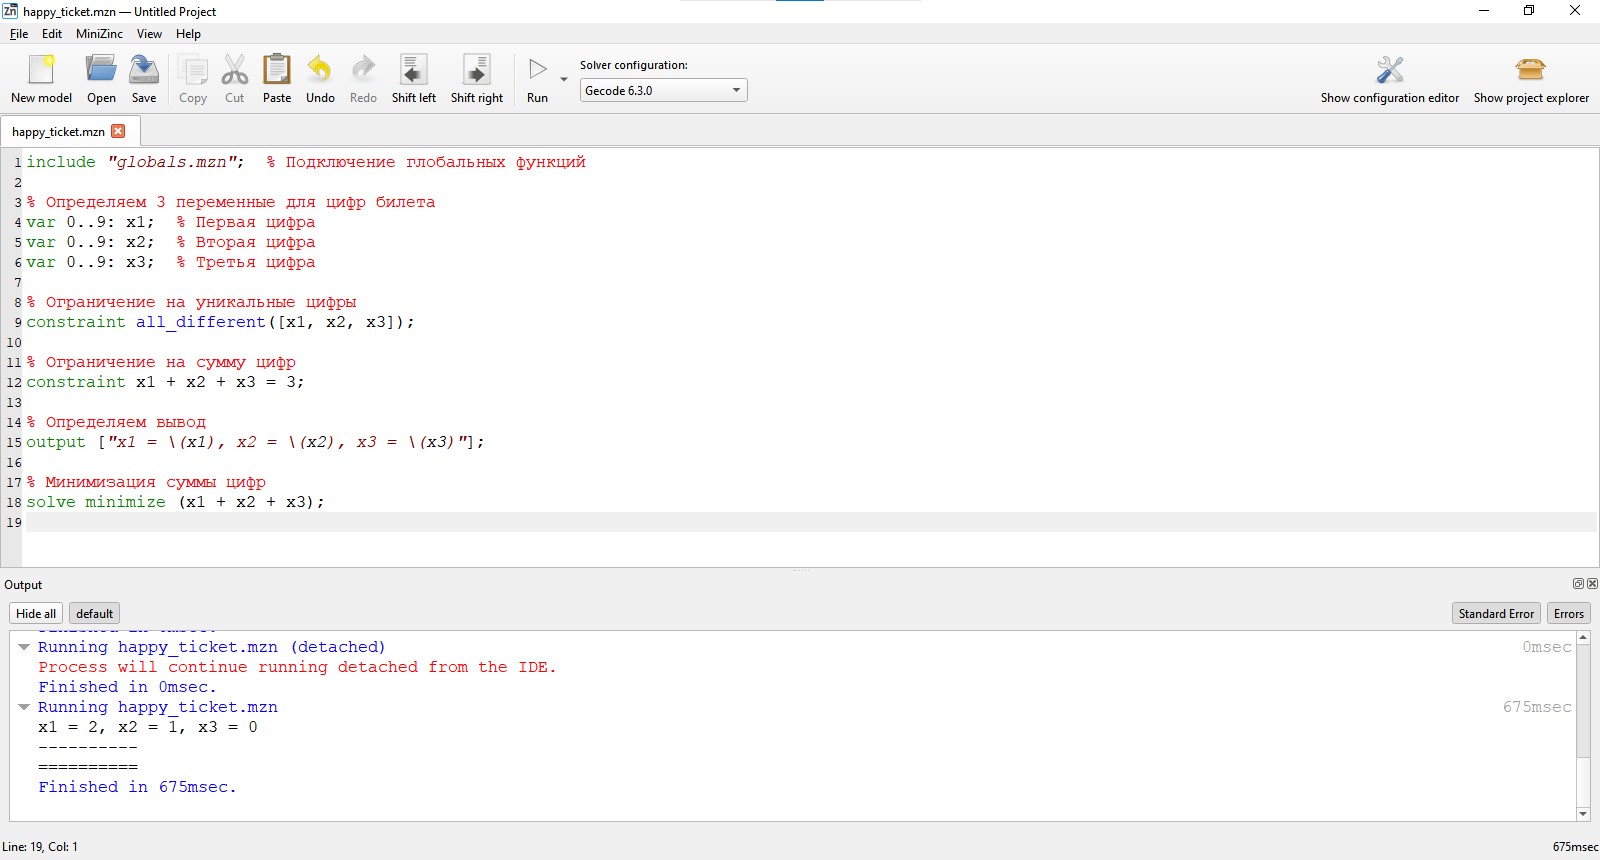 happy_ticket.mzn — Untitled Project
File Edit MiniZinc View Help
Solver configuration:
Gecode 6.3.0
New model Open Save Copy Cut Paste Undo Redo Shift left Shift right Run Show configuration editor Show project explorer
happy_ticket.mzn
1 include "globals.mzn"; % Подключение глобальных функций
2
3 % Определяем 3 переменные для цифр билета
4 var 0..9: x1; % Первая цифра
5 var 0..9: x2; % Вторая цифра
6 var 0..9: x3; % Третья цифра
7
8 % Ограничение на уникальные цифры
9 constraint all_different([x1, x2, x3]);
10
11 % Ограничение на сумму цифр
12 constraint x1 + x2 + x3 = 3;
13
14 % Определяем вывод
15 output ["x1 = \(x1), x2 = \(x2), x3 = \(x3)"];
16
17 % Минимизация суммы цифр
18 solve minimize (x1 + x2 + x3);
19
Output
Hide all default Standard Error Errors
Running happy_ticket.mzn (detached) 0msec
Process will continue running detached from the IDE.
Finished in 0msec.
Running happy_ticket.mzn 675msec
x1 = 2, x2 = 1, x3 = 0
----------
==========
Finished in 675msec.
Line: 19, Col: 1 675msec